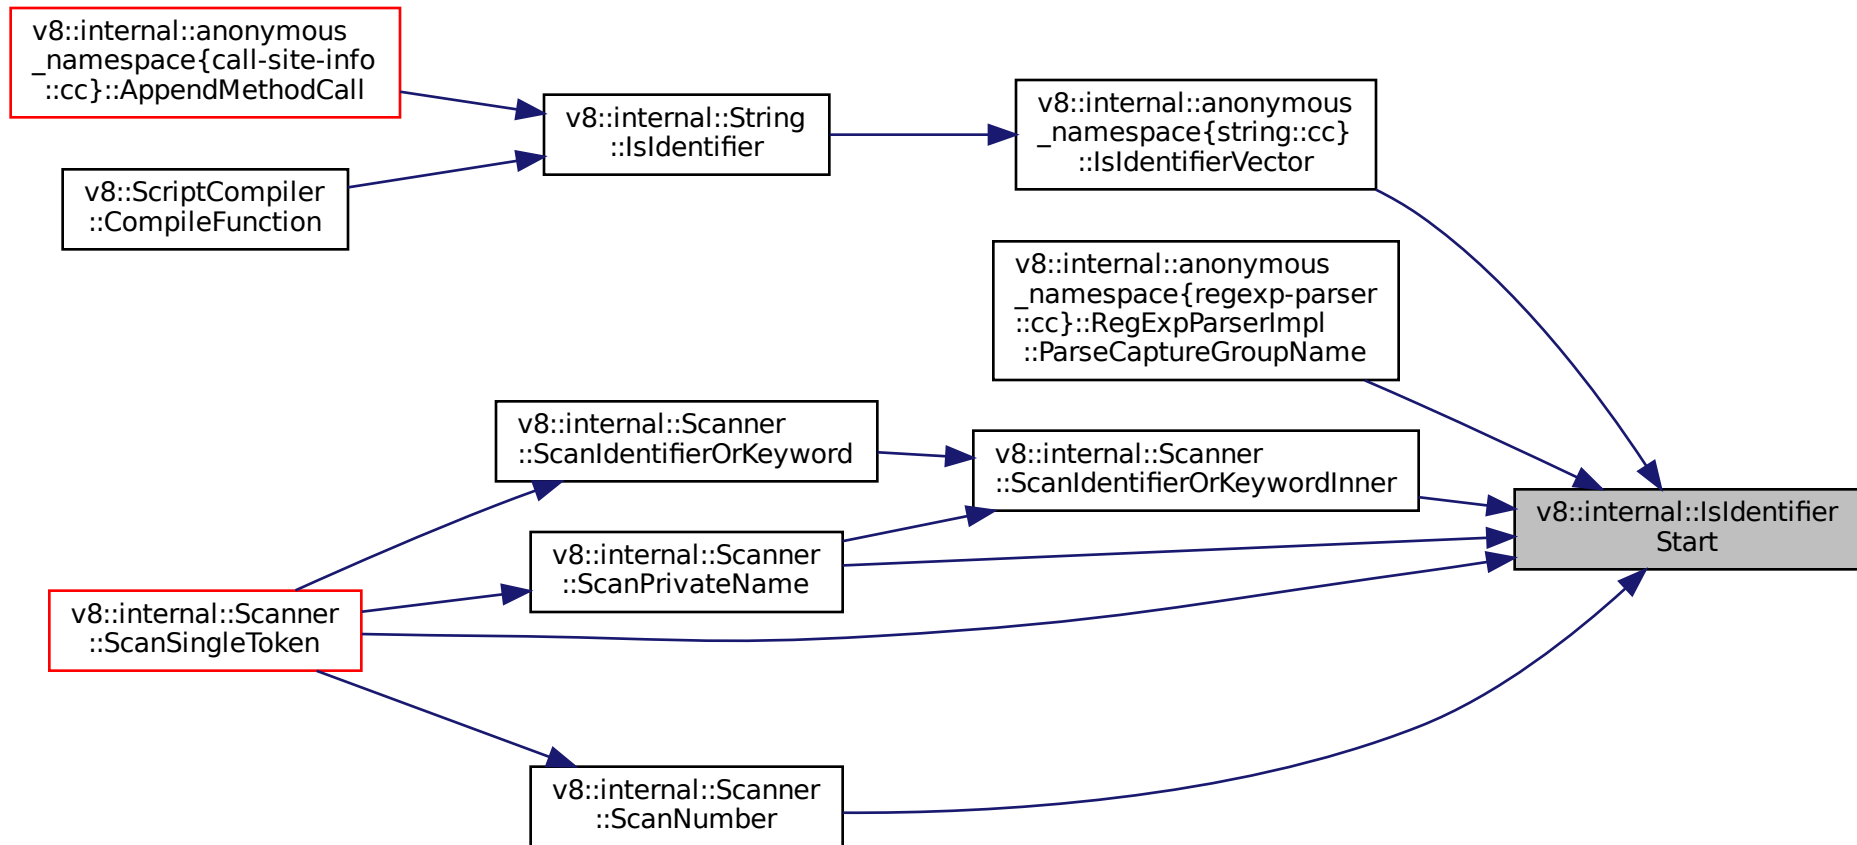 v8::internal::anonymous
_namespace{call-site-info
::cc}::AppendMethodCall
v8::ScriptCompiler
::CompileFunction
v8::internal::String
::IsIdentifier
v8::internal::anonymous
_namespace{string::cc}
::IsIdentifierVector
v8::internal::anonymous
_namespace{regexp-parser
::cc}::RegExpParserImpl
::ParseCaptureGroupName
v8::internal::Scanner
::ScanIdentifierOrKeyword
v8::internal::Scanner
::ScanIdentifierOrKeywordInner
v8::internal::IsIdentifier
Start
v8::internal::Scanner
::ScanPrivateName
v8::internal::Scanner
::ScanSingleToken
v8::internal::Scanner
::ScanNumber